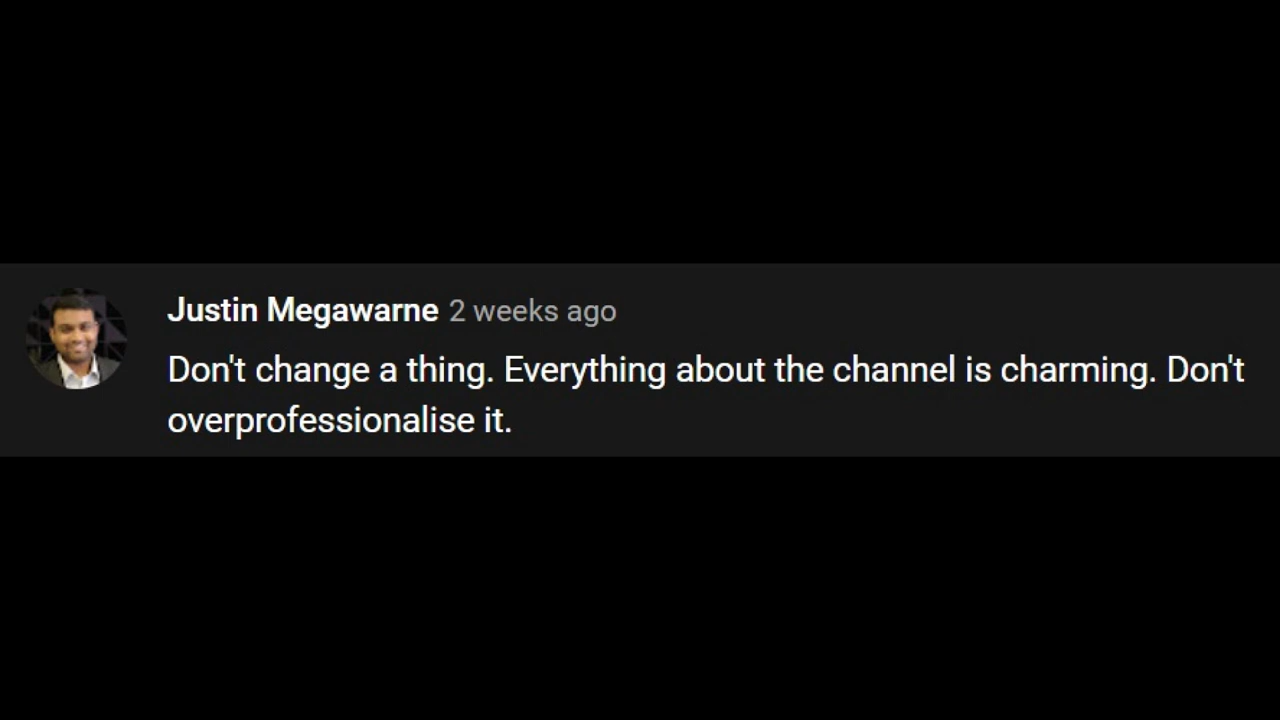 Justin Megawarne 2 weeks ago
Don't change a thing. Everything about the channel is charming. Don't
overprofessionalise it.